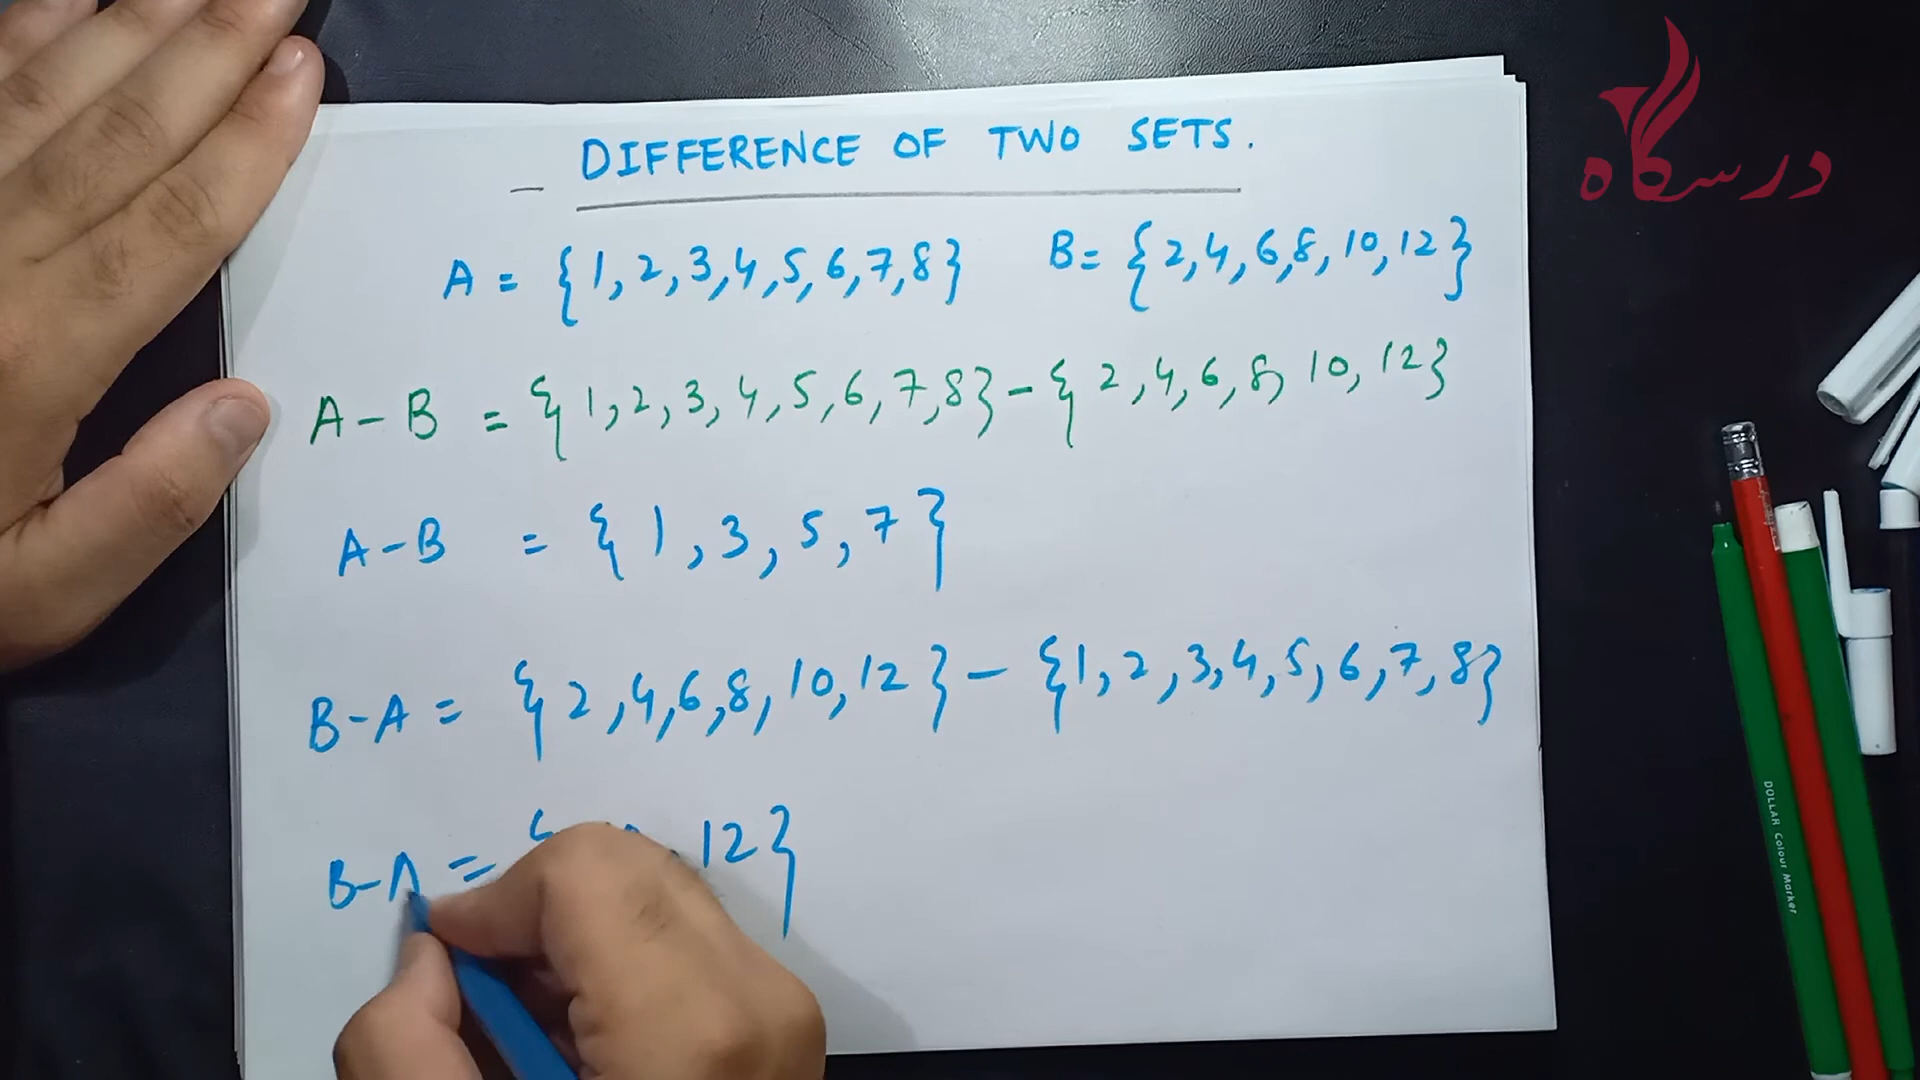 درسگاہ
DIFFERENCE OF TWO SETS.
A = {1,2,3,4,5,6,7,8} B= {2,4,6,8,10,12}
A-B = {1,2,3,4,5,6,7,8}-{2,4,6,8,10,12}
A-B = {1,3,5,7}
B-A = {2,4,6,8,10,12}-{1,2,3,4,5,6,7,8}
B-A = 12}
DOLLAR Colour Marker